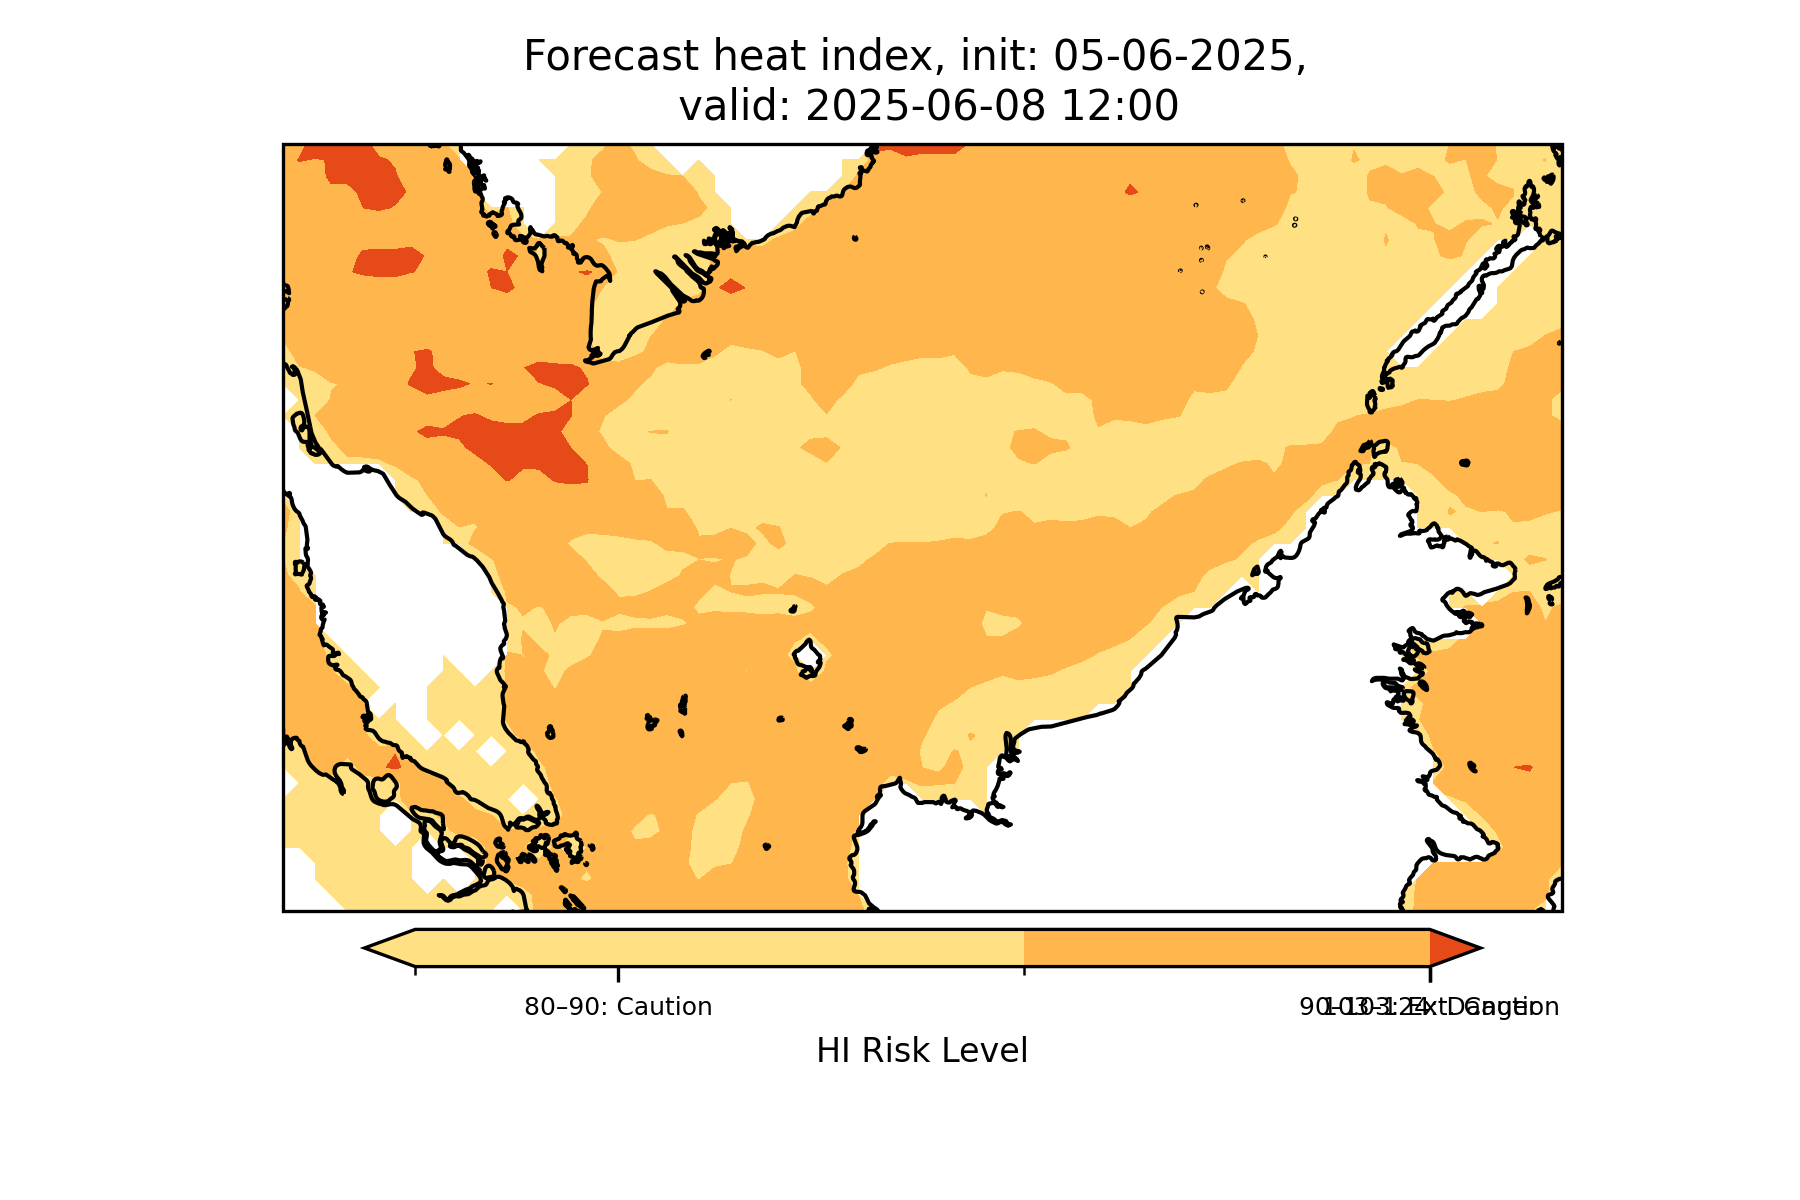 Forecast heat index, init: 05-06-2025,
valid: 2025-06-08 12:00
80–90: Caution
HI Risk Level